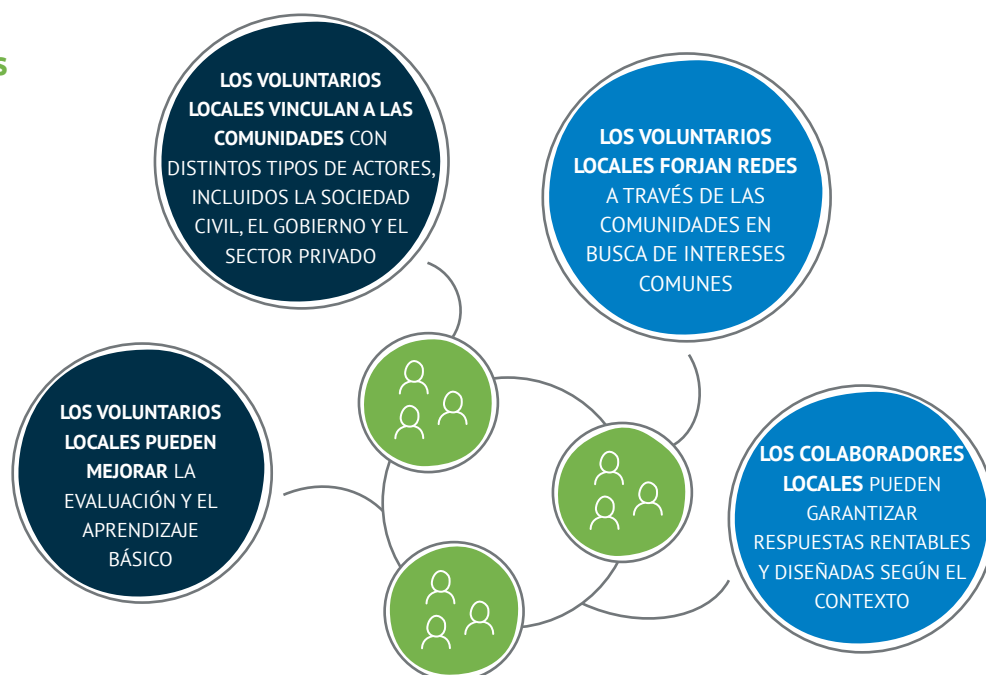 s
LOS VOLUNTARIOS
LOCALES VINCULAN A LAS
COMUNIDADES CON
DISTINTOS TIPOS DE ACTORES,
INCLUIDOS LA SOCIEDAD
CIVIL, EL GOBIERNO Y EL
SECTOR PRIVADO
LOS VOLUNTARIOS
LOCALES FORJAN REDES
A TRAVÉS DE LAS
COMUNIDADES EN
BUSCA DE INTERESES
COMUNES
LOS VOLUNTARIOS
LOCALES PUEDEN
MEJORAR LA
EVALUACIÓN Y EL
APRENDIZAJE
BÁSICO
LOS COLABORADORES
LOCALES PUEDEN
GARANTIZAR
RESPUESTAS RENTABLES
Y DISEÑADAS SEGÚN EL
CONTEXTO